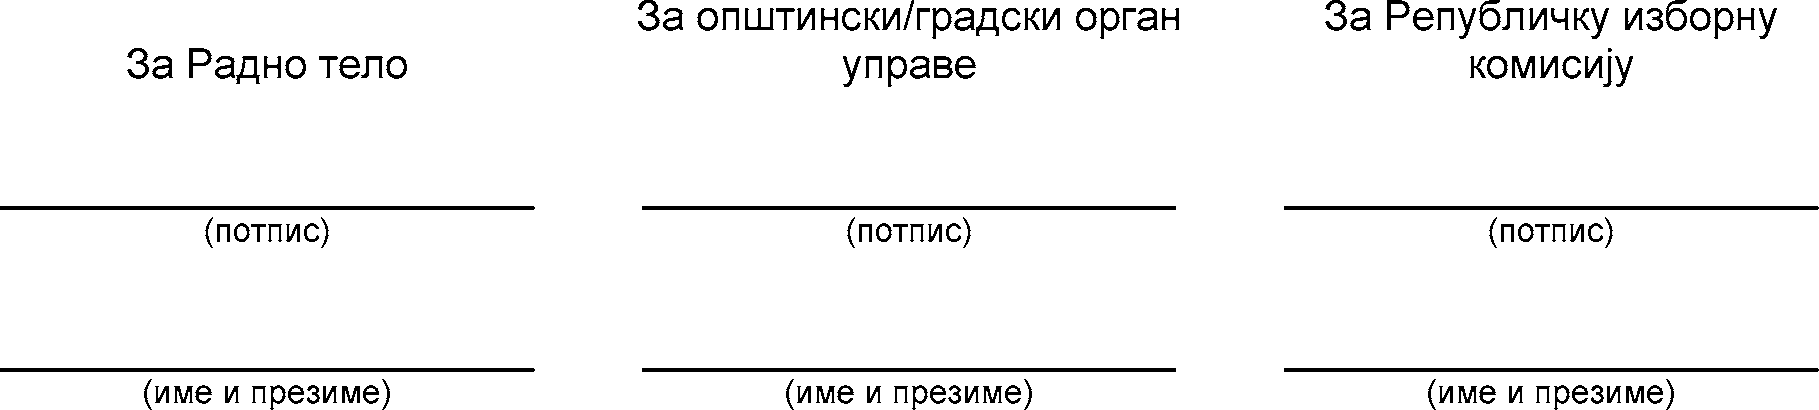 За Радно тело
За општински/градски орган
управе
За Републичку изборну
комисију
(потпис)
(потпис)
(потпис)
(име и презиме)
(име и презиме)
(име и презиме)